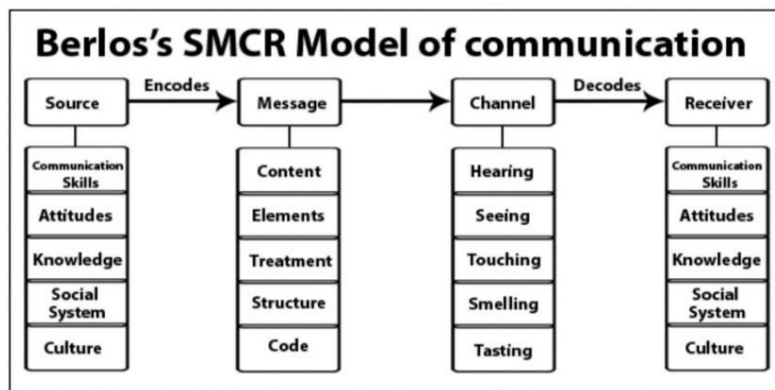 Berlos's SMCR Model of communication
Source
Encodes
Message
Channel
Decodes
Receiver
Communication
Skills
Attitudes
Knowledge
Social
System
Culture
Content
Elements
Treatment
Structure
Code
Hearing
Seeing
Touching
Smelling
Tasting
Communication
Skills
Attitudes
Knowledge
Social
System
Culture